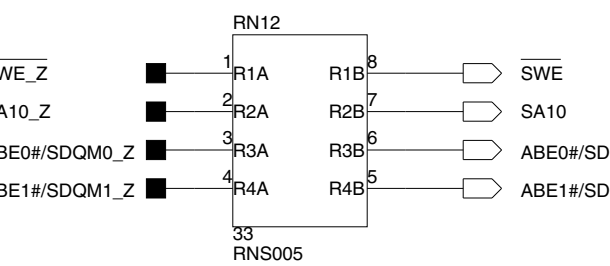 RN12
WE_Z 1 R1A R1B 8 SWE
A10_Z 2 R2A R2B 7 SA10
BE0#/SDQM0_Z 3 R3A R3B 6 ABE0#/SD
BE1#/SDQM1_Z 4 R4A R4B 5 ABE1#/SD
33
RNS005